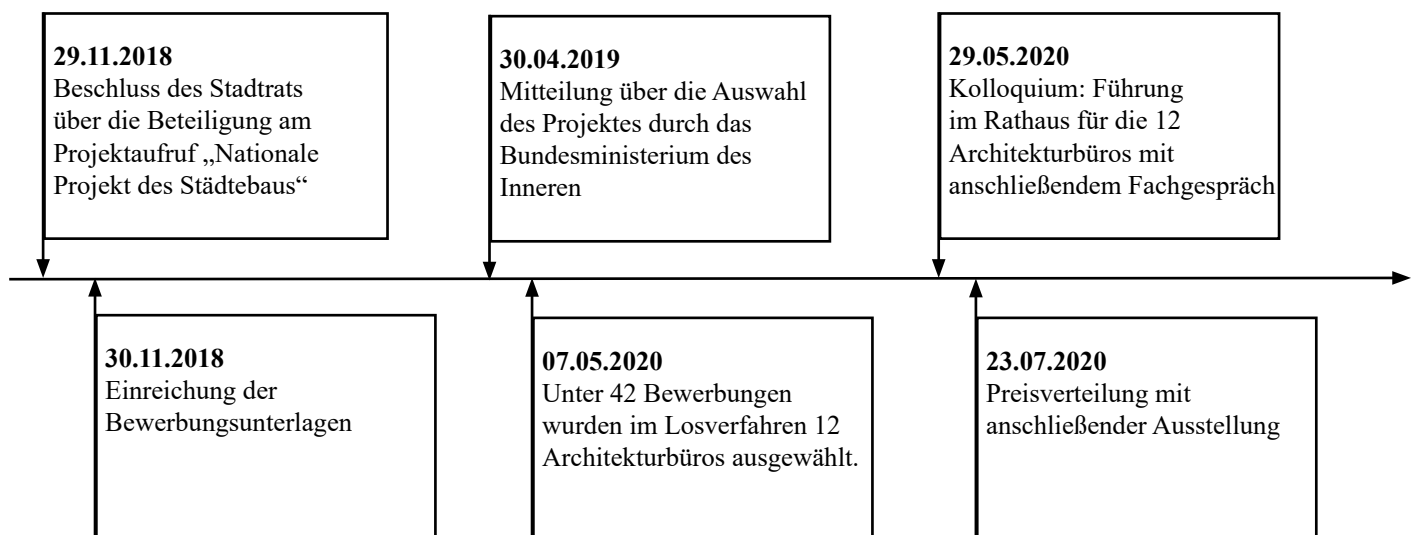 29.11.2018
Beschluss des Stadtrats
über die Beteiligung am
Projektaufruf „Nationale
Projekt des Städtebaus“
30.04.2019
Mitteilung über die Auswahl
des Projektes durch das
Bundesministerium des
Inneren
29.05.2020
Kolloquium: Führung
im Rathaus für die 12
Architekturbüros mit
anschließendem Fachgespräch
30.11.2018
Einreichung der
Bewerbungsunterlagen
07.05.2020
Unter 42 Bewerbungen
wurden im Losverfahren 12
Architekturbüros ausgewählt.
23.07.2020
Preisverteilung mit
anschließender Ausstellung